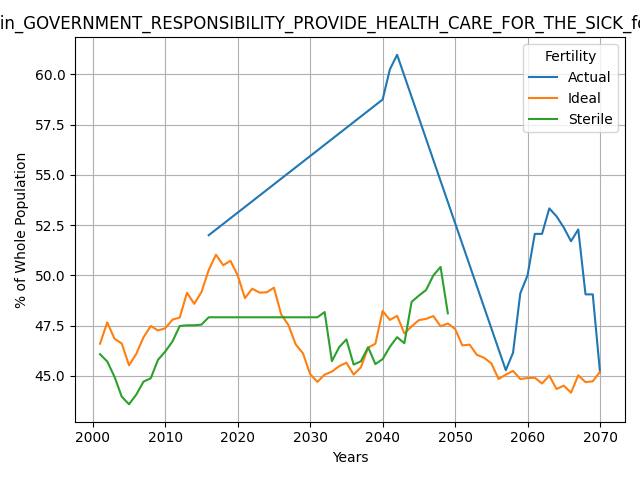 in_GOVERNMENT_RESPONSIBILITY_PROVIDE_HEALTH_CARE_FOR_THE_SICK_fo
Fertility
Actual
Ideal
Sterile
% of Whole Population
60.0
57.5
55.0
52.5
50.0
47.5
45.0
2000 2010 2020 2030 2040 2050 2060 2070
Years